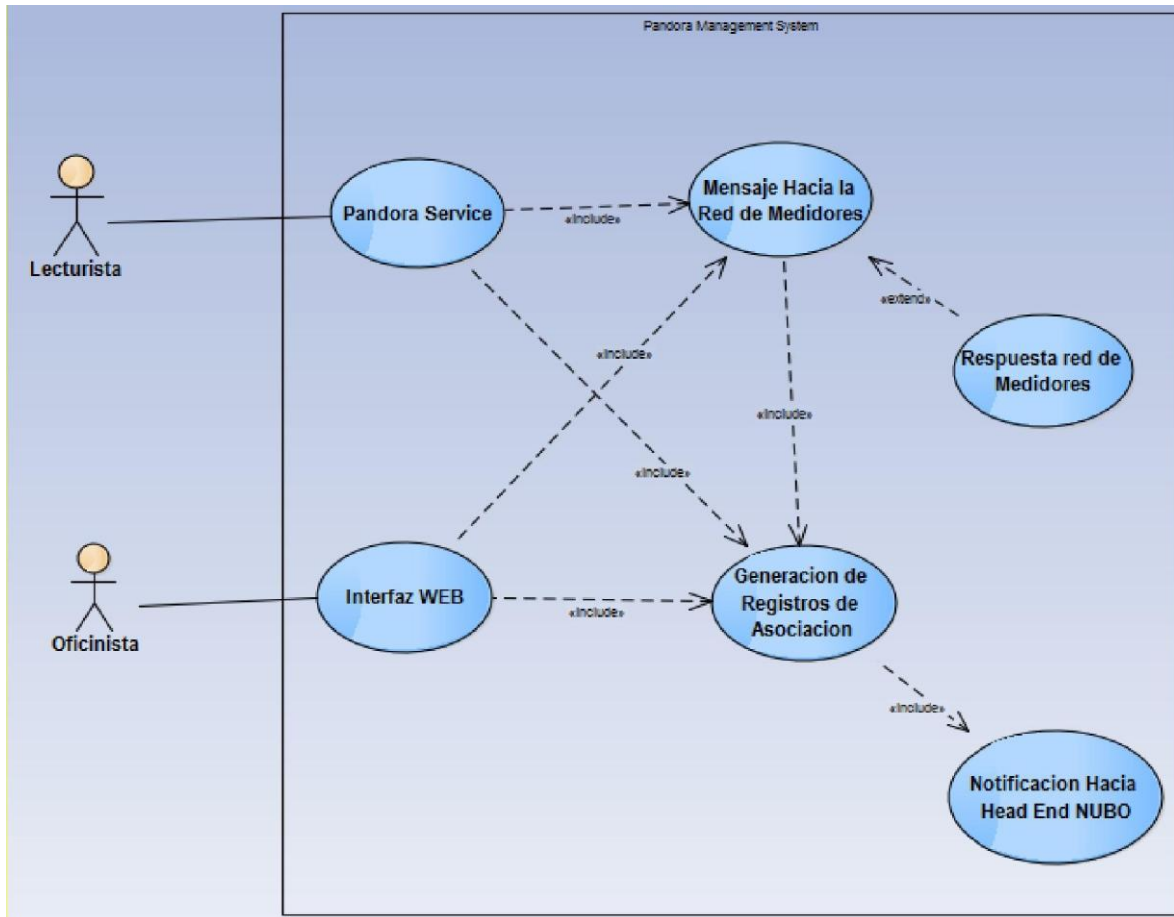 Pandora Management System
Mensaje Hacia la
Red de Medidores
Pandora Service
«Include»
Lecturista
«extend»
Respuesta red de
Medidores
«Include»
«Include»
«Include»
Generacion de
Registros de
Asociacion
Interfaz WEB
«Include»
Oficinista
«Include»
Notificacion Hacia
Head End NUBO